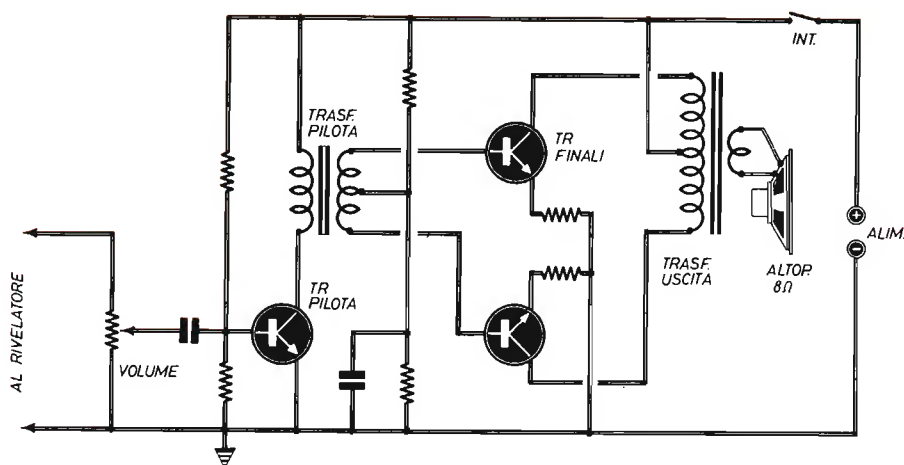 INT.
TRASF.
PILOTA
TR
FINALI
+
-
ALIM.
TRASF.
USCITA
ALTOP.
8Ω
TR
PILOTA
VOLUME
AL RIVELATORE